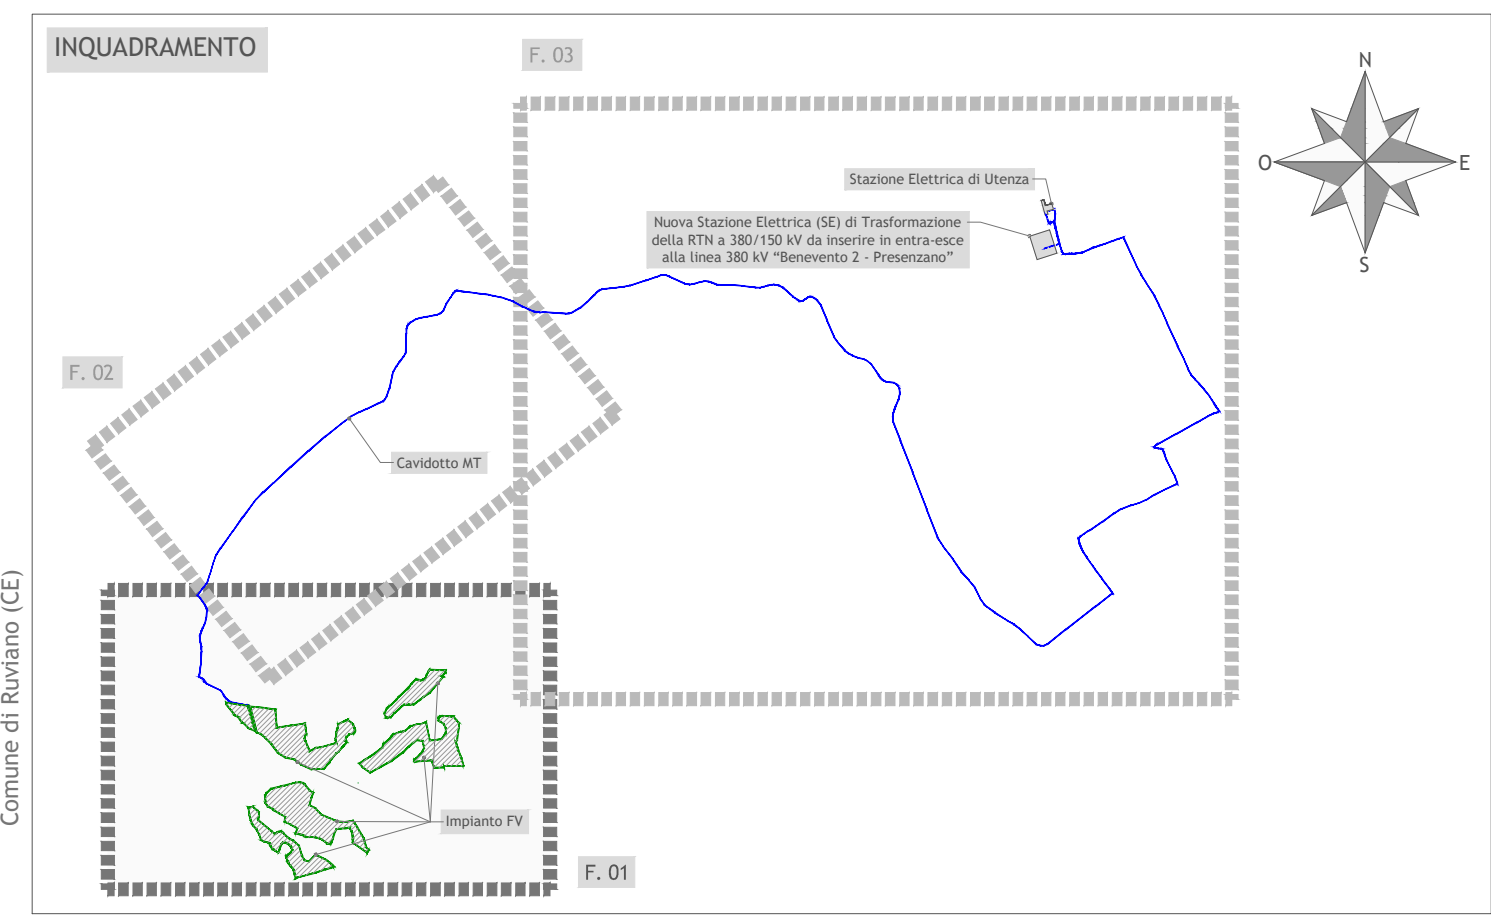 INQUADRAMENTO
F. 03
N
O
E
S
Stazione Elettrica di Utenza
Nuova Stazione Elettrica (SE) di Trasformazione
della RTN a 380/150 kV da inserire in entra-esce
alla linea 380 kV “Benevento 2 - Presenzano”
F. 02
Cavidotto MT
Comune di Ruviano (CE)
Impianto FV
F. 01